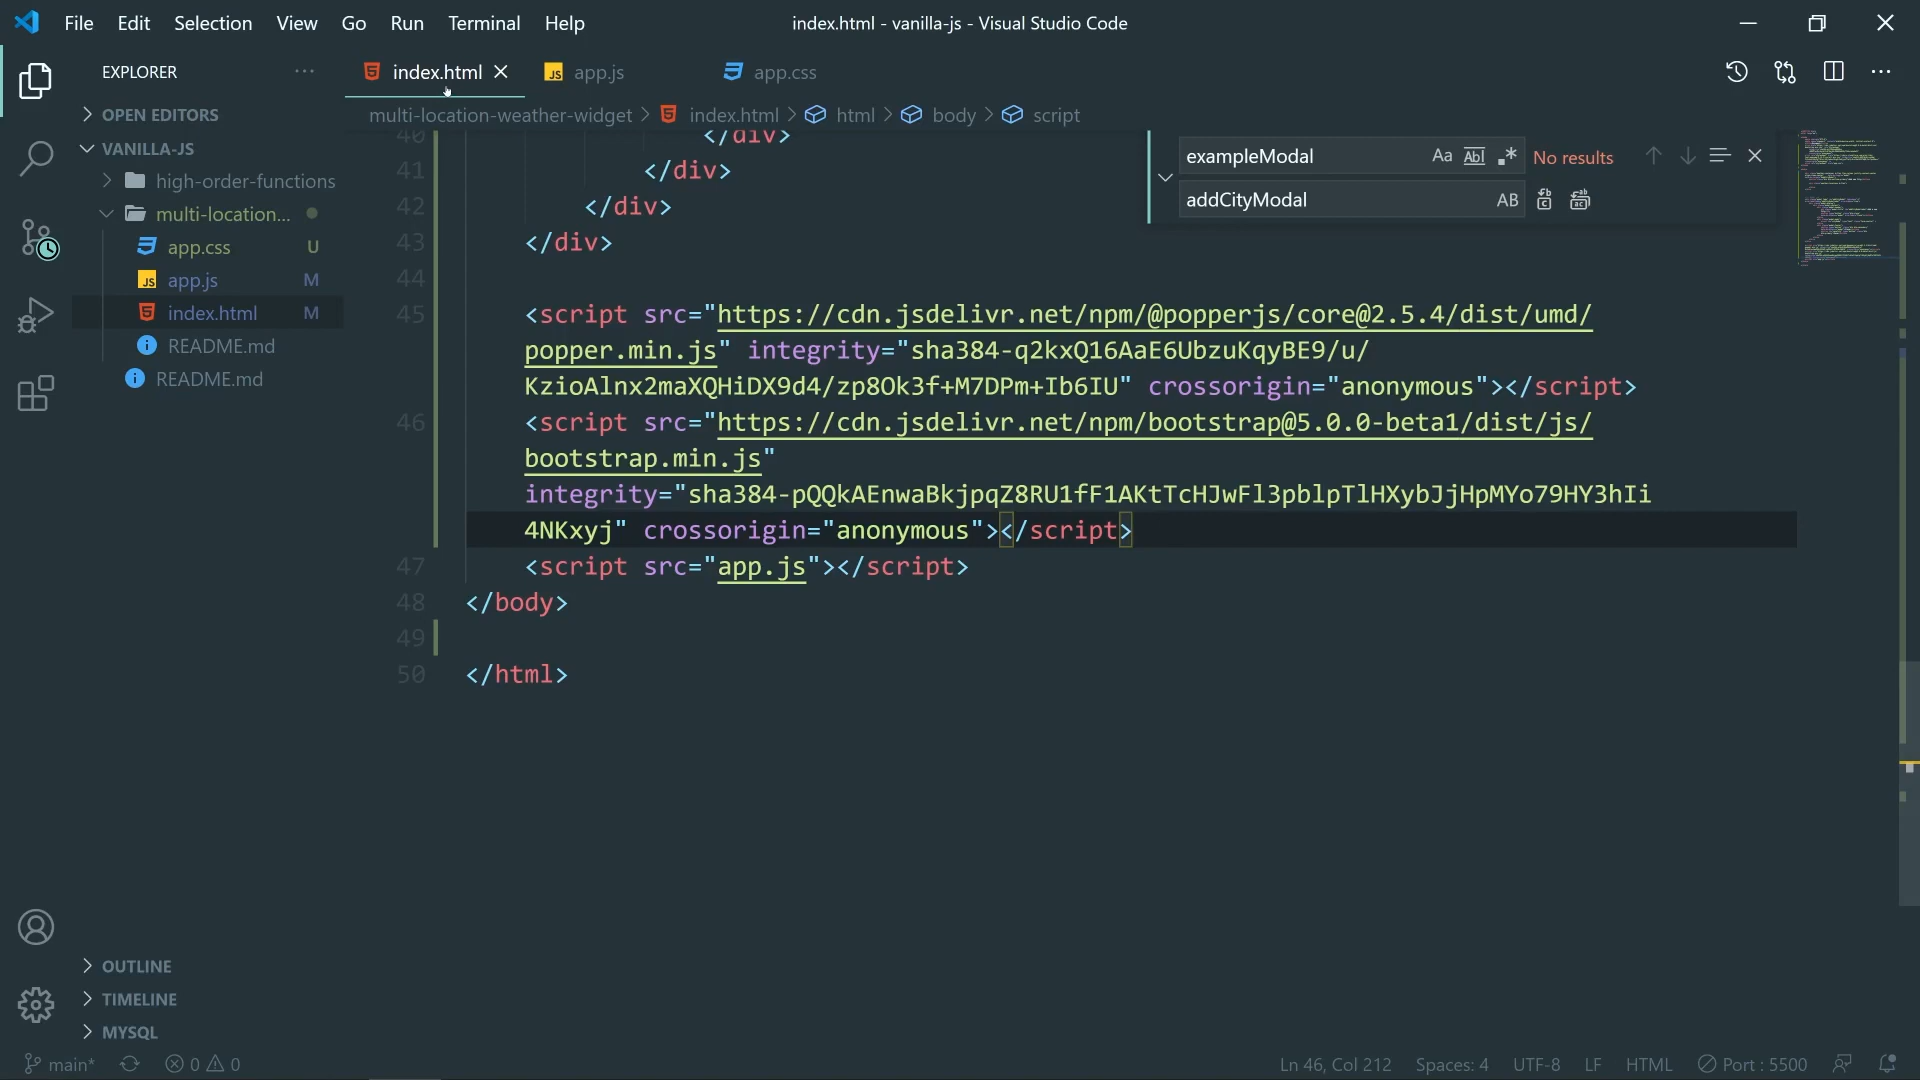 File Edit Selection View Go Run Terminal Help
index.html - vanilla-js - Visual Studio Code
EXPLORER
index.html
JS app.js
app.css
OPEN EDITORS
multi-location-weather-widget > index.html > html > body > script
VANILLA-JS
high-order-functions
multi-location...
app.css U
JS app.js M
index.html M
README.md
README.md
exampleModal Aa Abl .* No results
addCityModal AB
40 </div>
41 </div>
42 </div>
43 </div>
44
45 <script src="https://cdn.jsdelivr.net/npm/@popperjs/core@2.5.4/dist/umd/
popper.min.js" integrity="sha384-q2kxQ16AaE6UbzuKqyBE9/u/
KzioAlnx2maXQHiDX9d4/zp8Ok3f+M7DPm+Ib6IU" crossorigin="anonymous"></script>
46 <script src="https://cdn.jsdelivr.net/npm/bootstrap@5.0.0-beta1/dist/js/
bootstrap.min.js"
integrity="sha384-pQQkAEnwaBkjpqZ8RU1fF1AKtTcHJwFl3pblpTlHXybJjHpMYo79HY3hIi
4NKxyj" crossorigin="anonymous"></script>
47 <script src="app.js"></script>
48 </body>
49
50 </html>
OUTLINE
TIMELINE
MYSQL
main* 0 0
Ln 46, Col 212 Spaces: 4 UTF-8 LF HTML Port : 5500